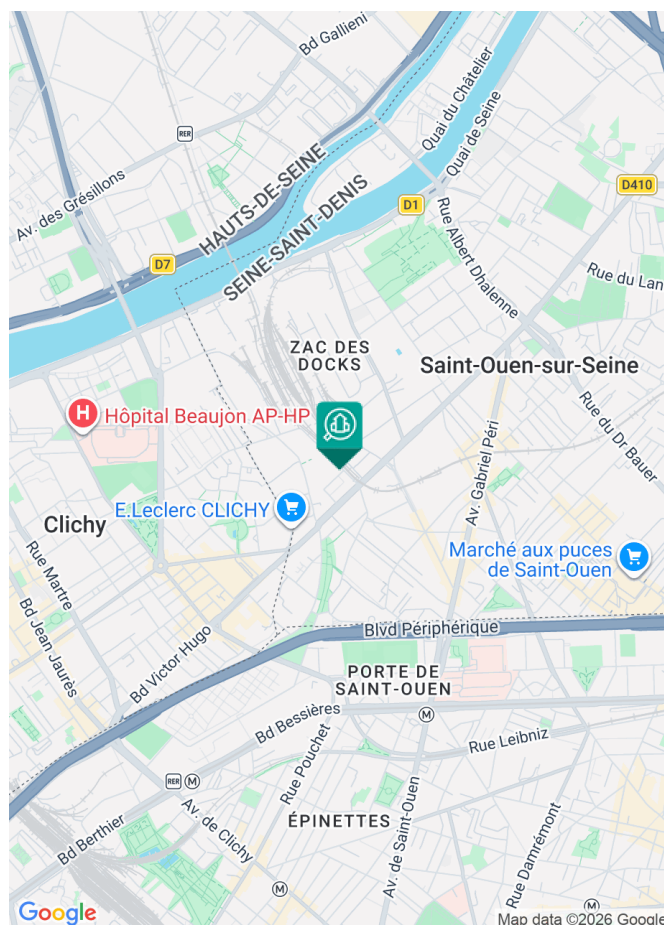 Bd Gallieni
Quai du Châtelier
Quai de Seine
RER
Av. des Grésillons
HAUTS-DE-SEINE
SEINE-SAINT-DENIS
D410
D1
D7
Rue Albert Dhalenne
Rue du Lan
ZAC DES
DOCKS
Saint-Ouen-sur-Seine
H
Hôpital Beaujon AP-HP
Rue du Dr Bauer
Av. Gabriel Péri
E.Leclerc CLICHY
Clichy
Marché aux puces
de Saint-Ouen
Rue Martre
Bd Jean Jaurès
Bd Victor Hugo
Blvd Périphérique
PORTE DE
SAINT-OUEN
M
Bd Bessières
Rue Leibniz
Rue Pouchet
RER M
Av. de Clichy
Bd Berthier
ÉPINETTES
Av. de Saint-Ouen
Rue Damrémont
M
Google
Map data ©2026 Google